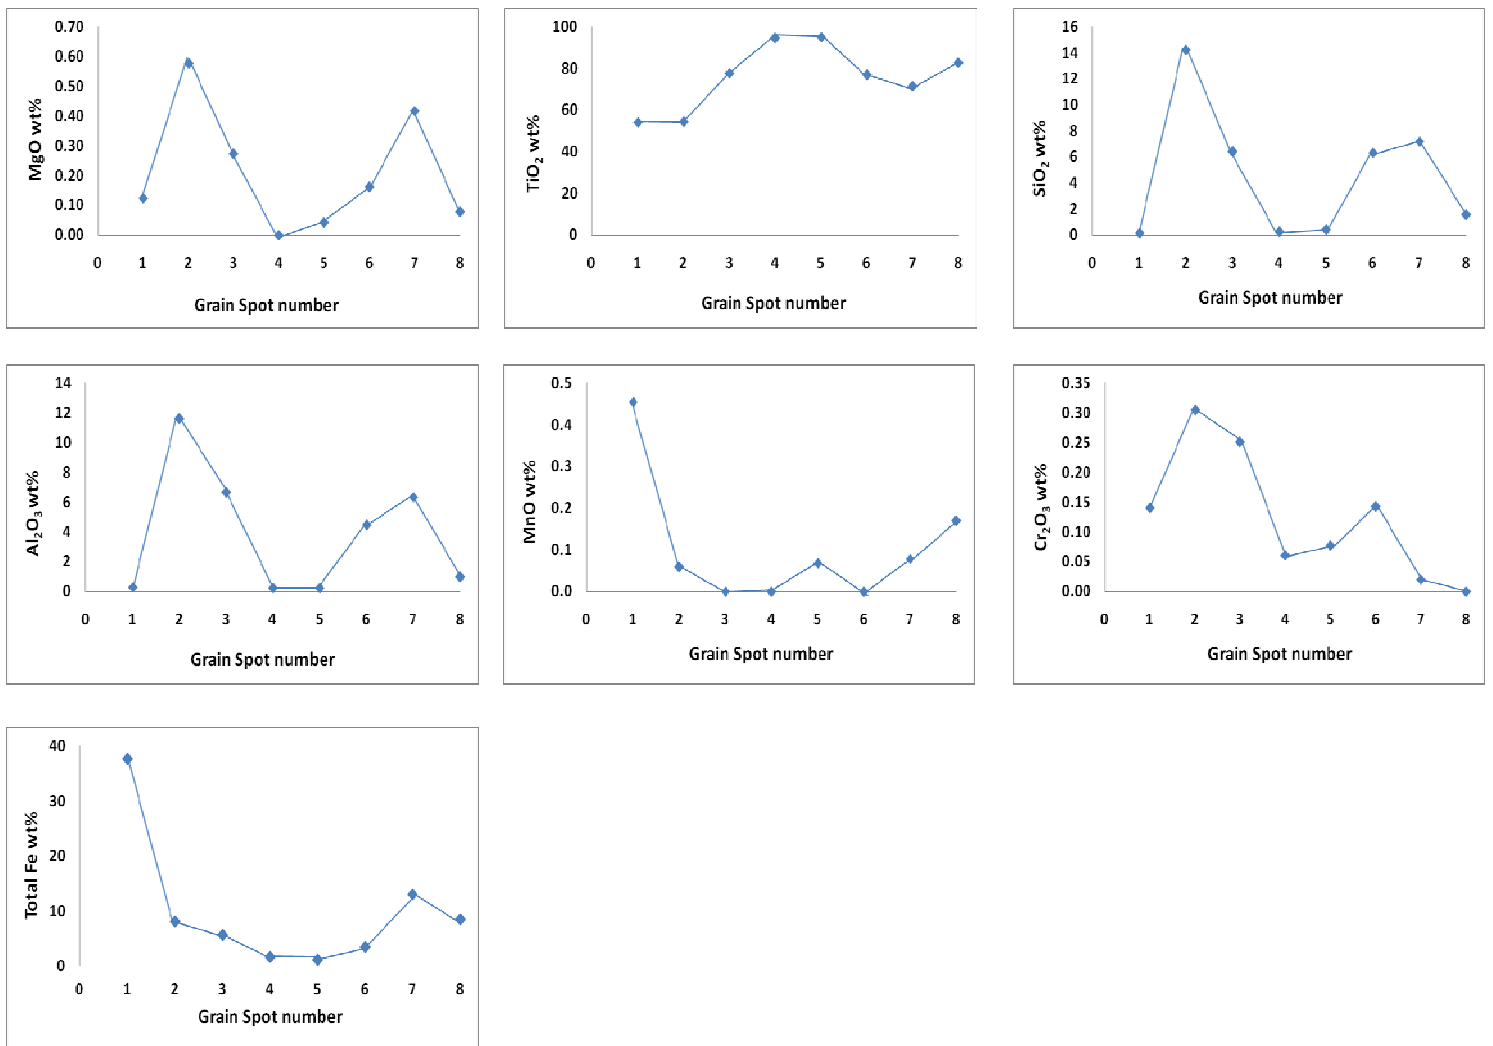 0.70
0.60
0.50
0.40
0.30
0.20
0.10
0.00
MgO wt%
0 1 2 3 4 5 6 7 8
Grain Spot number
100
80
60
40
20
0
TiO2 wt%
0 1 2 3 4 5 6 7 8
Grain Spot number
16
14
12
10
8
6
4
2
0
SiO2 wt%
0 1 2 3 4 5 6 7 8
Grain Spot number
14
12
10
8
6
4
2
0
Al2O3 wt%
0 1 2 3 4 5 6 7 8
Grain Spot number
0.5
0.4
0.3
0.2
0.1
0.0
MnO wt%
0 1 2 3 4 5 6 7 8
Grain Spot number
0.35
0.30
0.25
0.20
0.15
0.10
0.05
0.00
Cr2O3 wt%
0 1 2 3 4 5 6 7 8
Grain Spot number
40
30
20
10
0
Total Fe wt%
0 1 2 3 4 5 6 7 8
Grain Spot number